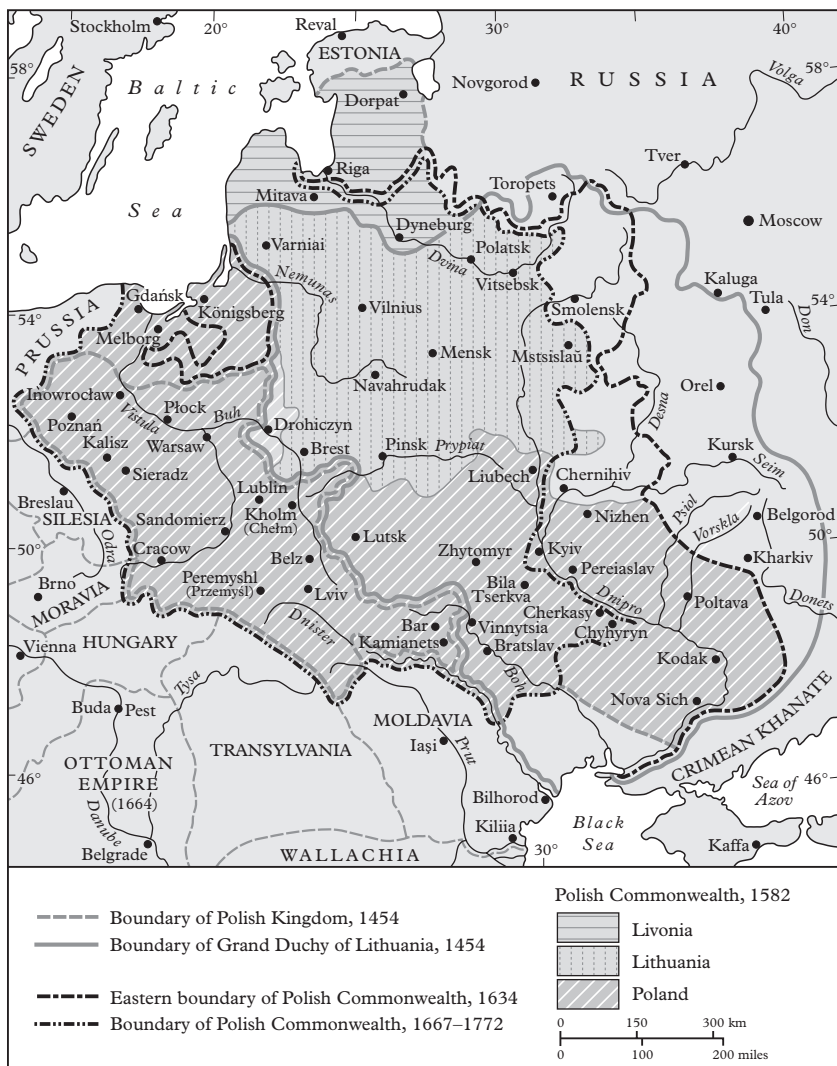 20°
30°
40°
Stockholm
Reval
ESTONIA
58°
58°
Baltic
Novgorod
RUSSIA
Volga
SWEDEN
Dorpat
Tver
Riga
Toropets
Sea
Mitava
Moscow
Dyneburg
Varniai
Polatsk
Dvina
Nemunas
Vitsebsk
Kaluga
Gdańsk
Königsberg
Vilnius
Smolensk
Tula
54°
54°
PRUSSIA
Melborg
Mensk
Mstsislaŭ
Don
Navahrudak
Orel
Inowrocław
Płock
Buh
Desna
Vistula
Drohiczyn
Poznań
Warsaw
Brest
Pinsk
Prypiat
Kursk
Kalisz
Seim
Sieradz
Liubech
Chernihiv
Lublin
Breslau
Kholm
(Chełm)
Nizhen
Psiol
Vorskla
Belgorod
SILESIA
Sandomierz
Odra
Lutsk
50°
50°
Cracow
Belz
Zhytomyr
Kyiv
Kharkiv
Pereiaslav
Brno
Peremyshl
(Przemyśl)
Lviv
Bila
Tserkva
Dnipro
Poltava
Donets
MORAVIA
Cherkasy
Dnister
Bar
Vinnytsia
Chyhyryn
HUNGARY
Kamianets
Bratslav
Vienna
Kodak
Tysa
Boh
Nova Sich
Buda
Pest
MOLDAVIA
CRIMEAN KHANATE
TRANSYLVANIA
Iași
Prut
OTTOMAN
EMPIRE
(1664)
46°
46°
Sea of
Azov
Bilhorod
Danube
Kiliia
Black
Sea
Belgrade
WALLACHIA
30°
Kaffa
Boundary of Polish Kingdom, 1454
Boundary of Grand Duchy of Lithuania, 1454
Eastern boundary of Polish Commonwealth, 1634
Boundary of Polish Commonwealth, 1667–1772
Polish Commonwealth, 1582
Livonia
Lithuania
Poland
0 150 300 km
0 100 200 miles